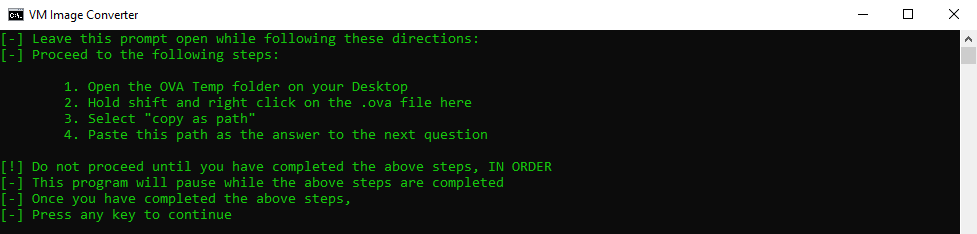 VM Image Converter
[-] Leave this prompt open while following these directions:
[-] Proceed to the following steps:
1. Open the OVA Temp folder on your Desktop
2. Hold shift and right click on the .ova file here
3. Select "copy as path"
4. Paste this path as the answer to the next question
[!] Do not proceed until you have completed the above steps, IN ORDER
[-] This program will pause while the above steps are completed
[-] Once you have completed the above steps,
[-] Press any key to continue